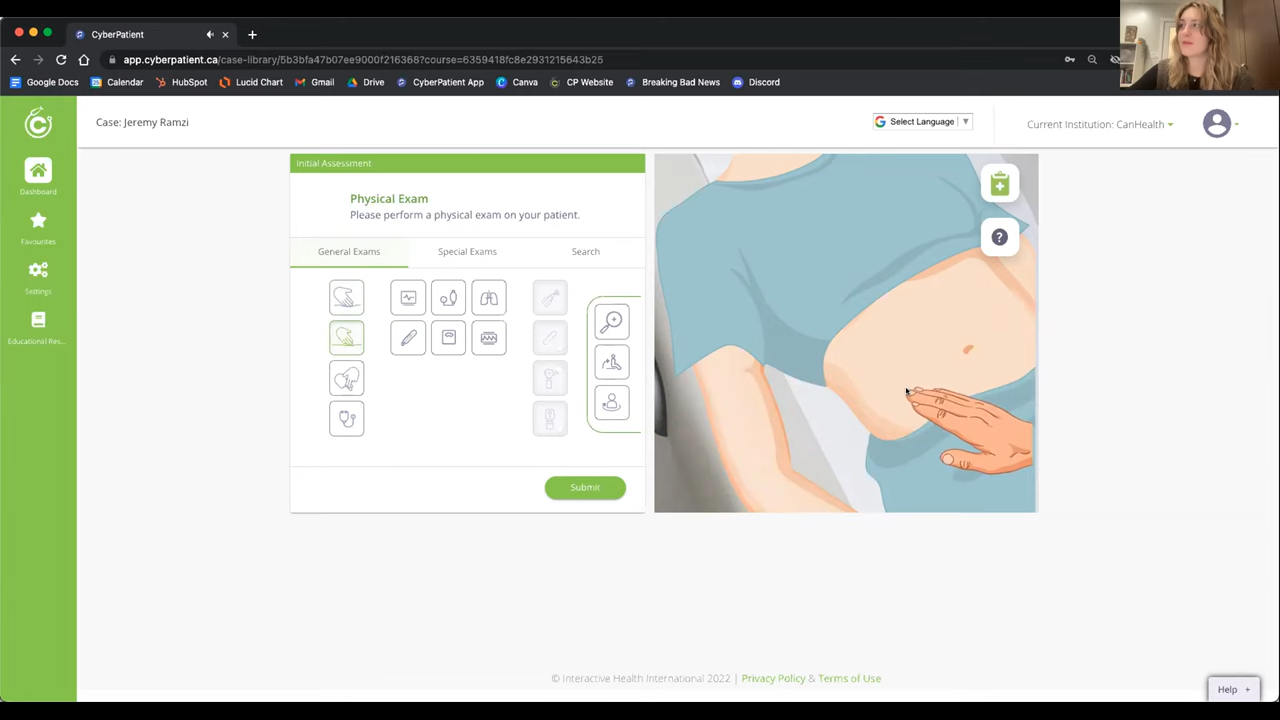 CyberPatient
app.cyberpatient.ca/case-library/5b3bfa47b07ee9000f216368?course=6359418fc8e2931215643b25
Google Docs
Calendar
HubSpot
Lucid Chart
Gmail
Drive
CyberPatient App
Canva
CP Website
Breaking Bad News
Discord
Case: Jeremy Ramzi
Select Language
Current Institution: CanHealth
Dashboard
Favourites
Settings
Educational Res...
Initial Assessment
Physical Exam
Please perform a physical exam on your patient.
General Exams
Special Exams
Search
Submit
© Interactive Health International 2022 | Privacy Policy & Terms of Use
Help +